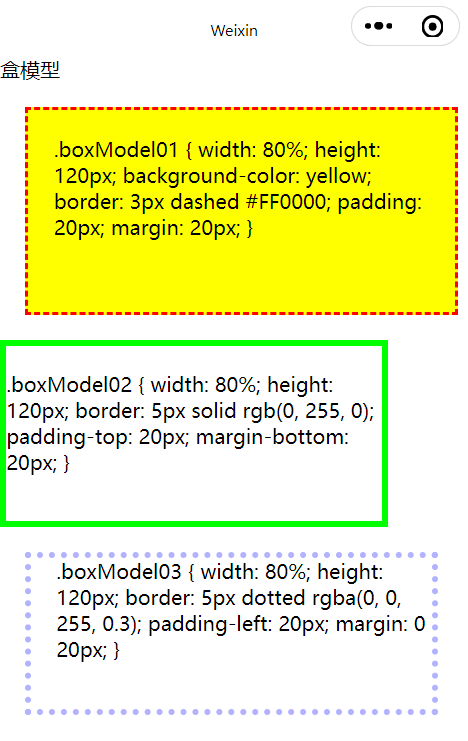 Weixin
盒模型
.boxModel01 { width: 80%; height:
120px; background-color: yellow;
border: 3px dashed #FF0000; padding:
20px; margin: 20px; }
.boxModel02 { width: 80%; height:
120px; border: 5px solid rgb(0, 255, 0);
padding-top: 20px; margin-bottom:
20px; }
.boxModel03 { width: 80%; height:
120px; border: 5px dotted rgba(0, 0,
255, 0.3); padding-left: 20px; margin: 0
20px; }